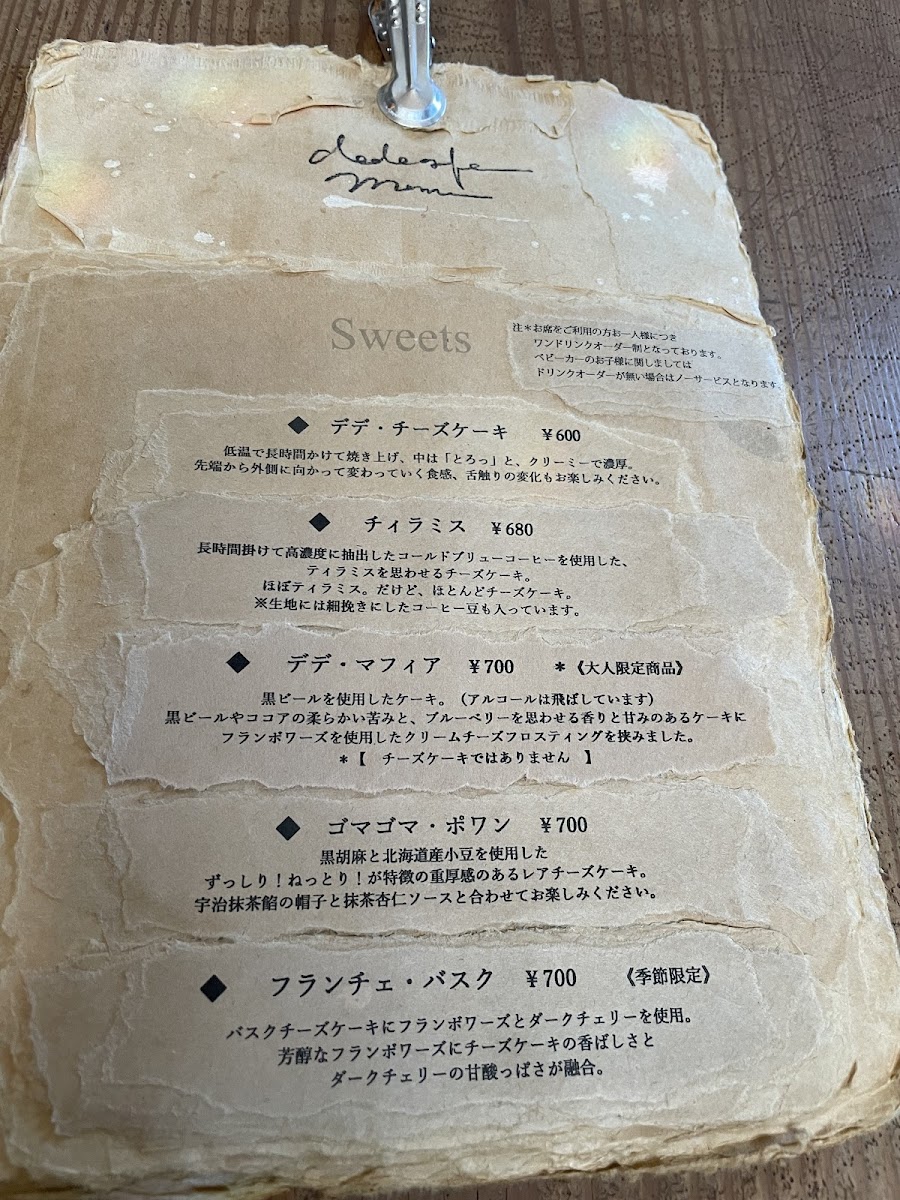 Sweets
注＊お席をご利用の方お一人様につき
ワンドリンクオーダー制となっております。
ベビーカーのお子様に関しましては
ドリンクオーダーが無い場合はノーサービスとなります。
◆ デデ・チーズケーキ ￥600
低温で長時間かけて焼き上げ、中は「とろっ」と、クリーミーで濃厚。
先端から外側に向かって変わっていく食感、舌触りの変化もお楽しみください。
◆ チィラミス ￥680
長時間掛けて高濃度に抽出したコールドブリューコーヒーを使用した、
ティラミスを思わせるチーズケーキ。
ほぼティラミス。だけど、ほとんどチーズケーキ。
※生地には細挽きにしたコーヒー豆も入っています。
◆ デデ・マフィア ￥700 ＊《大人限定商品》
黒ビールを使用したケーキ。（アルコールは飛ばしています）
黒ビールやココアの柔らかい苦みと、ブルーベリーを思わせる香りと甘みのあるケーキに
フランボワーズを使用したクリームチーズフロスティングを挟みました。
＊【 チーズケーキではありません 】
◆ ゴマゴマ・ポワン ￥700
黒胡麻と北海道産小豆を使用した
ずっしり！ねっとり！が特徴の重厚感のあるレアチーズケーキ。
宇治抹茶餡の帽子と抹茶杏仁ソースと合わせてお楽しみください。
◆ フランチェ・バスク ￥700 《季節限定》
バスクチーズケーキにフランボワーズとダークチェリーを使用。
芳醇なフランボワーズにチーズケーキの香ばしさと
ダークチェリーの甘酸っぱさが融合。